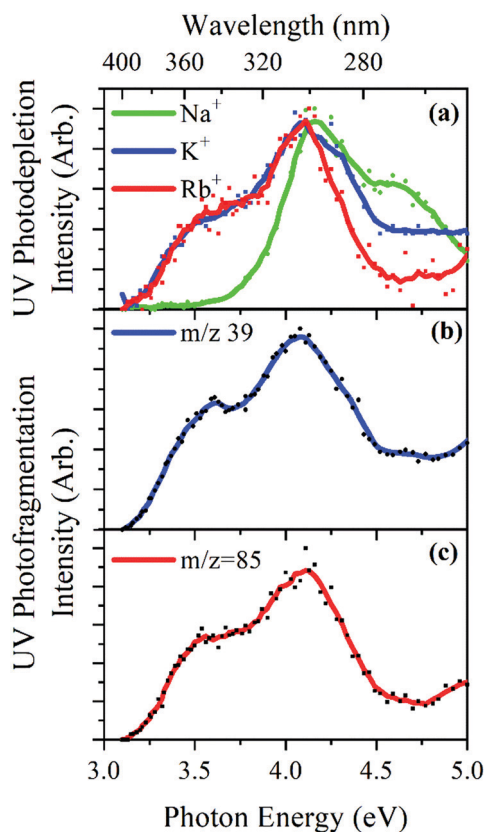 Wavelength (nm)
400 360 320 280
UV Photodepletion
Intensity (Arb.)
(a)
Na+
K+
Rb+
UV Photofragmentation
Intensity (Arb.)
(b)
m/z 39
(c)
m/z=85
3.0 3.5 4.0 4.5 5.0
Photon Energy (eV)